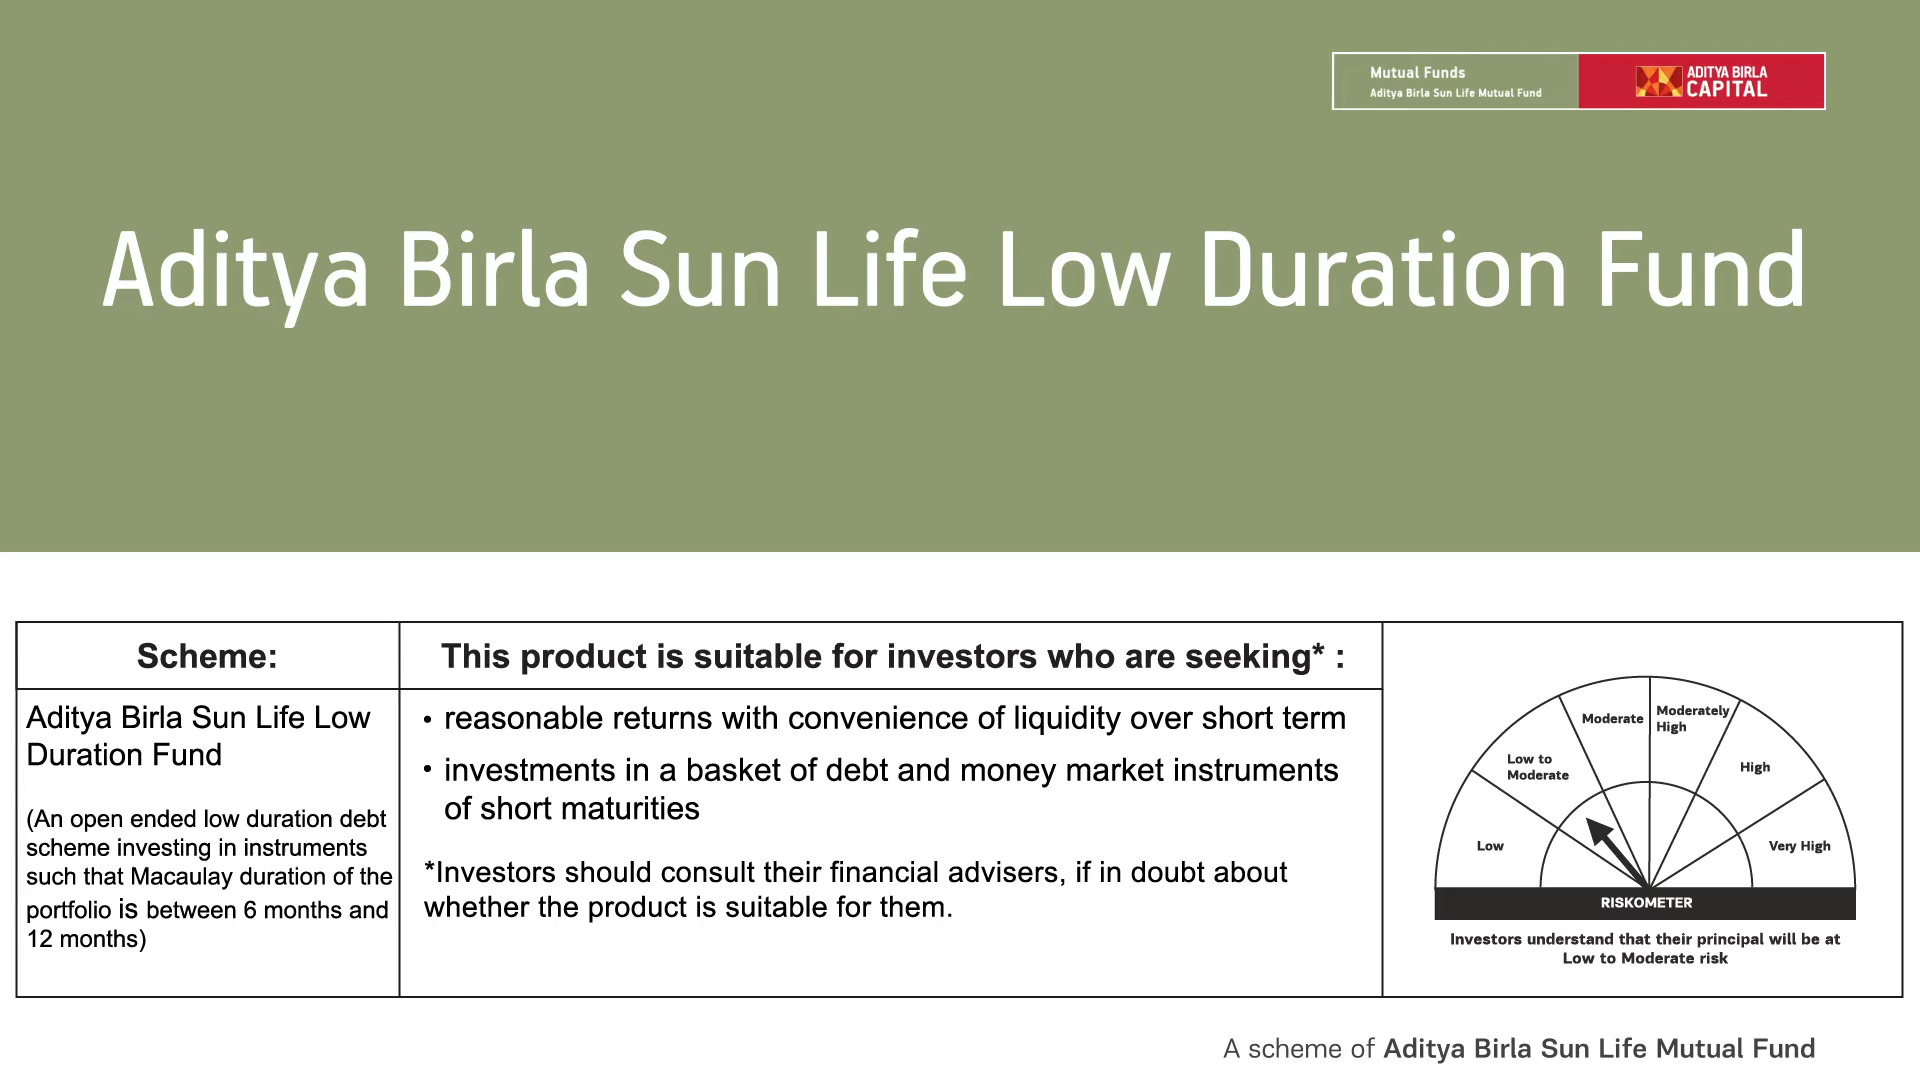 Mutual Funds
Aditya Birla Sun Life Mutual Fund
ADITYA BIRLA
CAPITAL
Aditya Birla Sun Life Low Duration Fund
Scheme:
Aditya Birla Sun Life Low
Duration Fund
(An open ended low duration debt
scheme investing in instruments
such that Macaulay duration of the
portfolio is between 6 months and
12 months)
This product is suitable for investors who are seeking* :
• reasonable returns with convenience of liquidity over short term
• investments in a basket of debt and money market instruments
of short maturities
*Investors should consult their financial advisers, if in doubt about
whether the product is suitable for them.
Low
Low to
Moderate
Moderate
Moderately
High
High
Very High
RISKOMETER
Investors understand that their principal will be at
Low to Moderate risk
A scheme of Aditya Birla Sun Life Mutual Fund